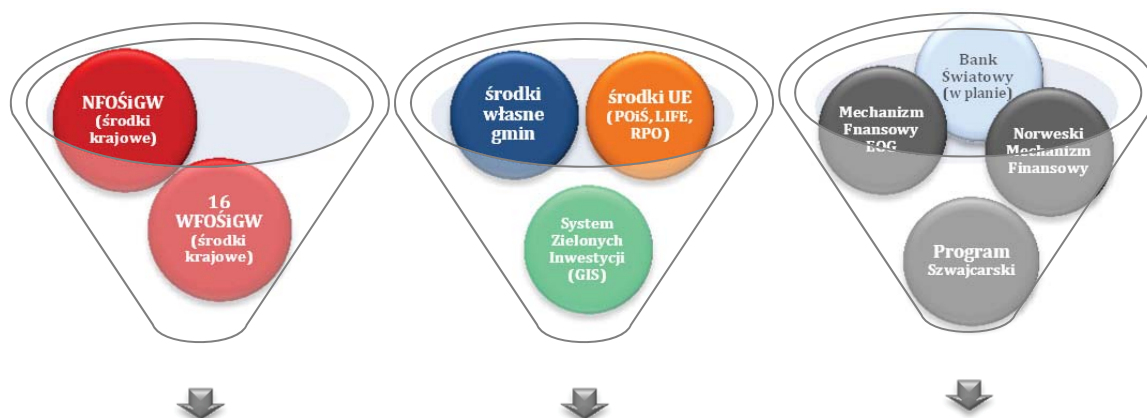 NFOŚiGW
(środki
krajowe)
16
WFOŚiGW
(środki
krajowe)
środki
własne
gmin
środki UE
(POiŚ, LIFE,
RPO)
System
Zielonych
Inwestycji
(GIS)
Bank
Światowy
(w planie)
Mechanizm
Fnansowy
EOG
Norweski
Mechanizm
Finansowy
Program
Szwajcarski